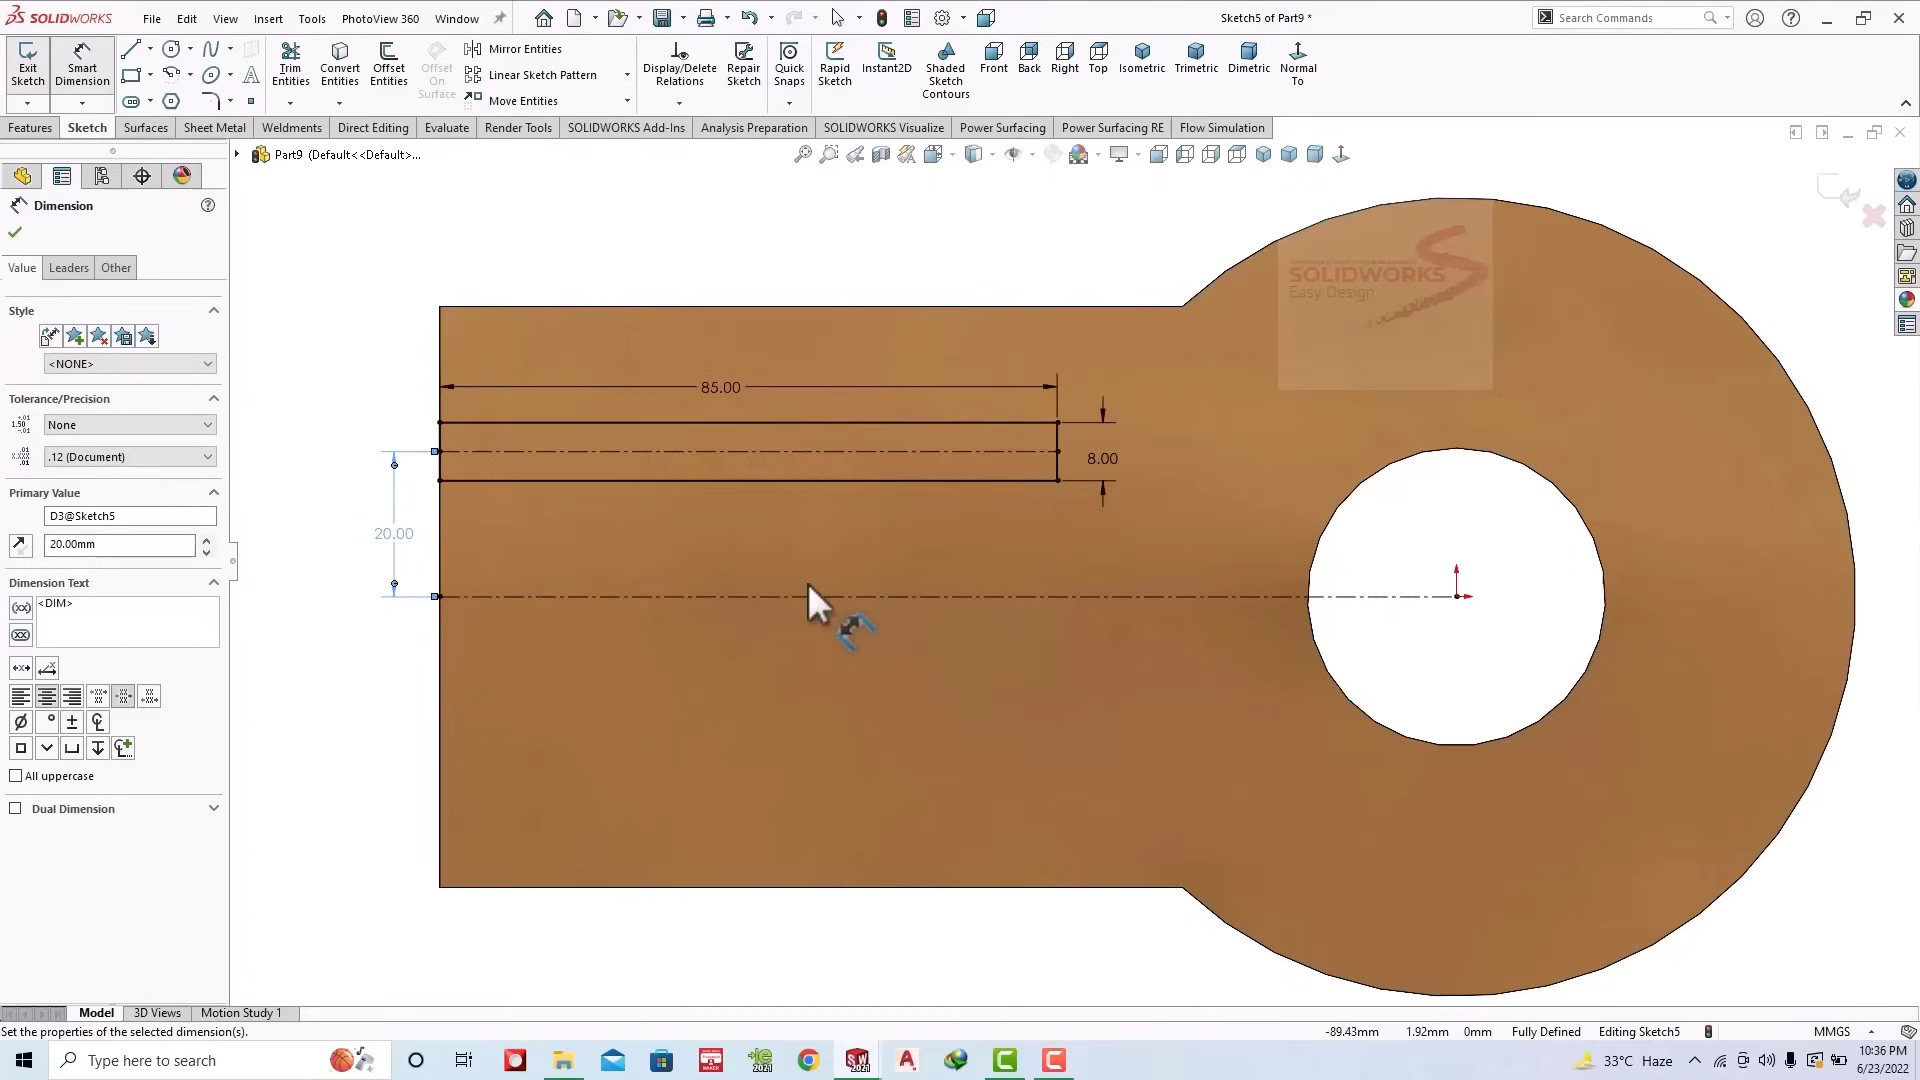 SOLIDWORKS File Edit View Insert Tools PhotoView 360 Window Sketch5 of Part9 * Search Commands
Exit Sketch Smart Dimension Trim Entities Convert Entities Offset Entities Offset On Surface Mirror Entities Linear Sketch Pattern Move Entities Display/Delete Relations Repair Sketch Quick Snaps Rapid Sketch Instant2D Shaded Sketch Contours Front Back Right Top Isometric Trimetric Dimetric Normal To
Features Sketch Surfaces Sheet Metal Weldments Direct Editing Evaluate Render Tools SOLIDWORKS Add-Ins Analysis Preparation SOLIDWORKS Visualize Power Surfacing Power Surfacing RE Flow Simulation
Part9 (Default<<Default>...
Dimension
Value Leaders Other
Style
<NONE>
Tolerance/Precision
None
.12 (Document)
Primary Value
D3@Sketch5
20.00mm
Dimension Text
<DIM>
All uppercase
Dual Dimension
SOLIDWORKS
Easy Design
85.00
8.00
20.00
Model 3D Views Motion Study 1
Set the properties of the selected dimension(s). -89.43mm 1.92mm 0mm Fully Defined Editing Sketch5 MMGS
Type here to search 33°C Haze 10:36 PM
6/23/2022